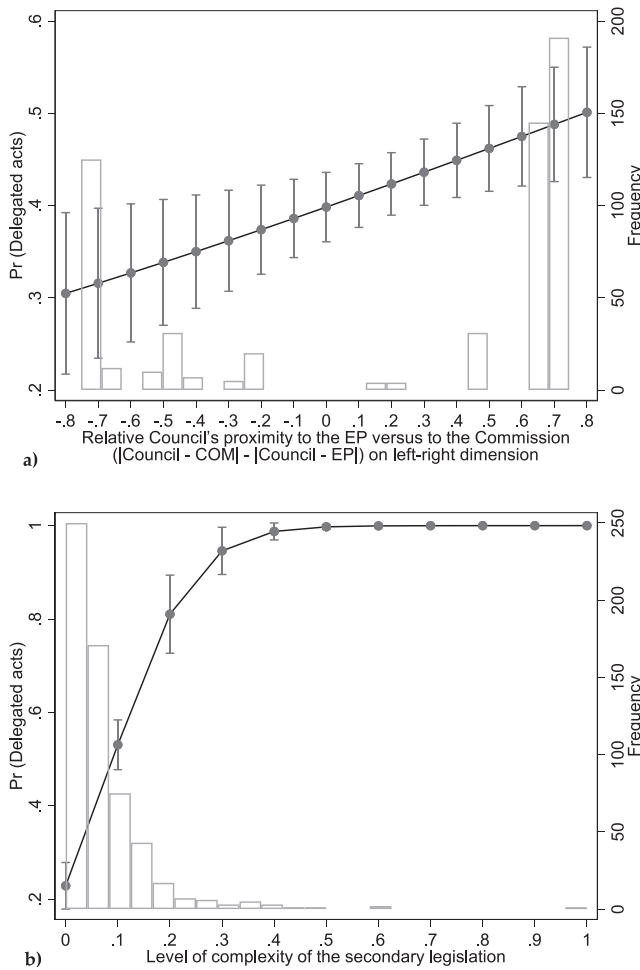 .6
.5
.4
.3
.2
Pr (Delegated acts)
200
150
100
50
0
Frequency
-.8 -.7 -.6 -.5 -.4 -.3 -.2 -.1 0 .1 .2 .3 .4 .5 .6 .7 .8
Relative Council's proximity to the EP versus to the Commission
a) (|Council - COM| - |Council - EP|) on left-right dimension
1
.8
.6
.4
.2
Pr (Delegated acts)
250
200
150
100
50
0
Frequency
0 .1 .2 .3 .4 .5 .6 .7 .8 .9 1
b) Level of complexity of the secondary legislation